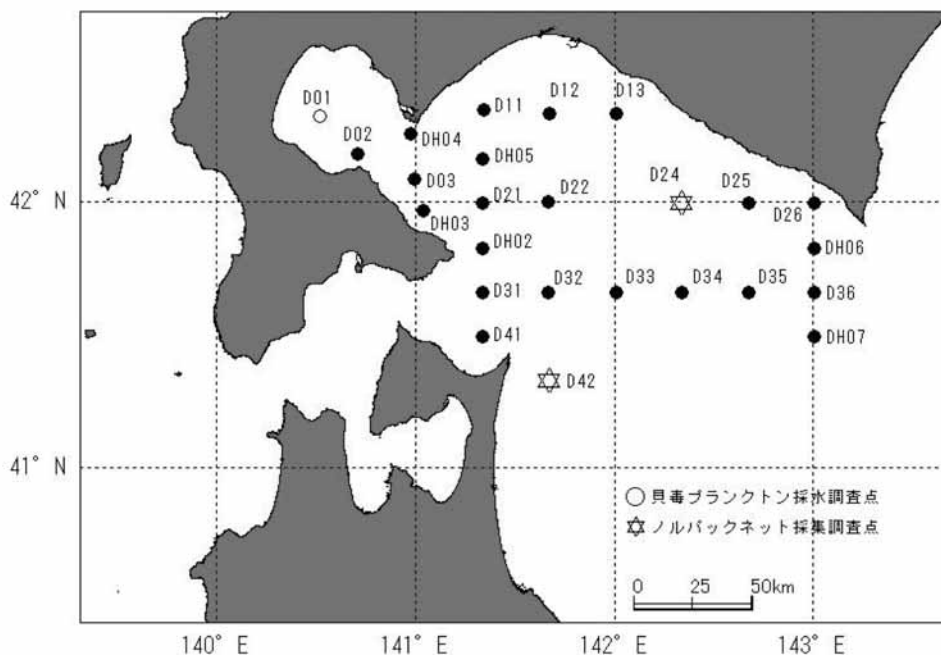 D01
D02
DH04
D03
DH03
D11
D12
D13
DH05
D21
D22
D24
D25
D26
DH02
DH06
D31
D32
D33
D34
D35
D36
D41
DH07
D42
42° N
41° N
○貝毒プランクトン採水調査点
✡ノルパックネット採集調査点
0 25 50km
140° E 141° E 142° E 143° E